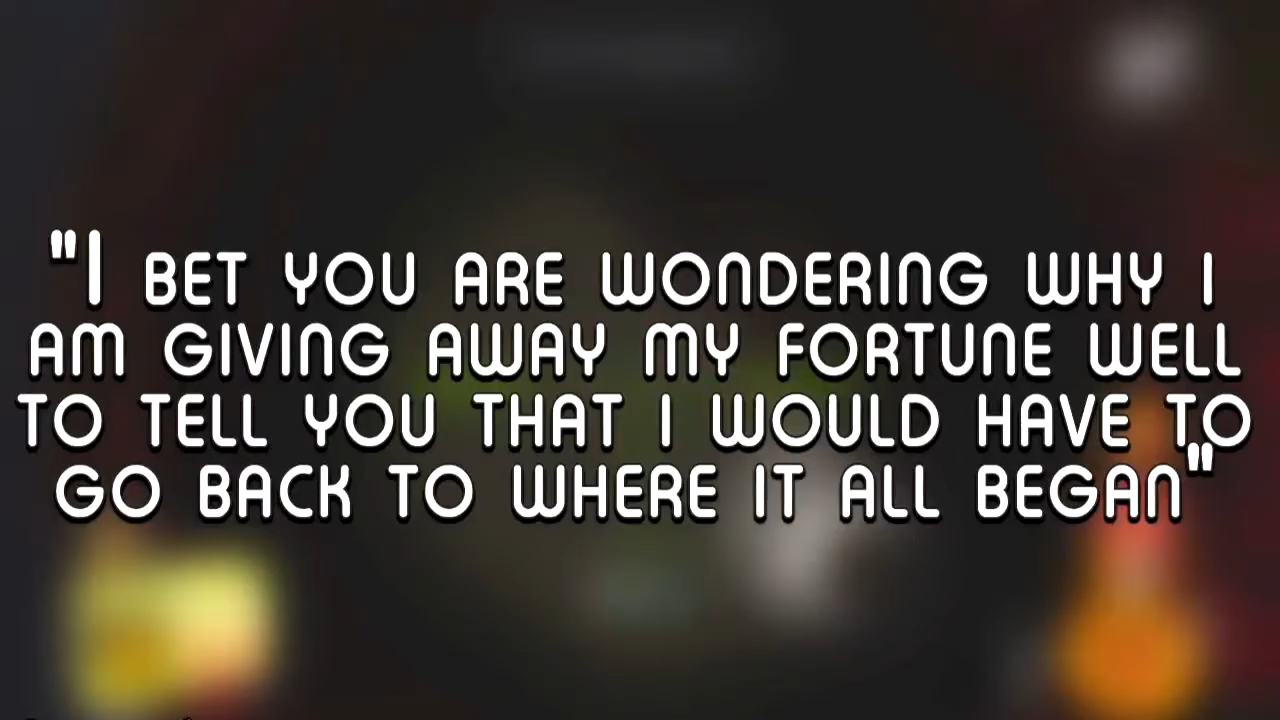 "I BET YOU ARE WONDERING WHY I
AM GIVING AWAY MY FORTUNE WELL
TO TELL YOU THAT I WOULD HAVE TO
GO BACK TO WHERE IT ALL BEGAN"